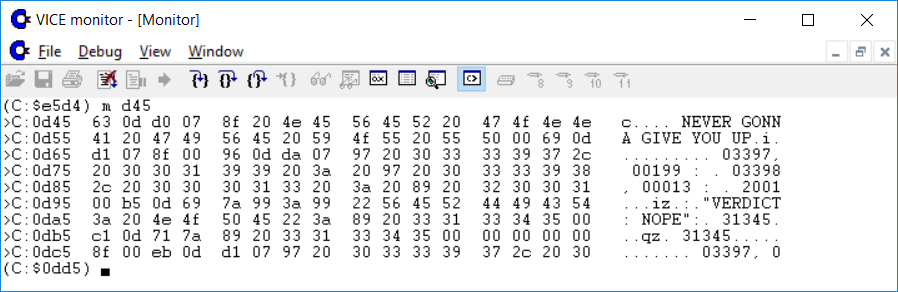 VICE monitor - [Monitor]
File Debug View Window
(C:$e5d4) m d45
>C:0d45 63 0d d0 07 8f 20 4e 45 56 45 52 20 47 4f 4e 4e c.... NEVER GONN
>C:0d55 41 20 47 49 56 45 20 59 4f 55 20 55 50 00 69 0d A GIVE YOU UP.i.
>C:0d65 d1 07 8f 00 96 0d da 07 97 20 30 33 33 39 37 2c ......... 03397,
>C:0d75 20 30 30 31 39 39 20 3a 20 97 20 30 33 33 39 38 00199 : . 03398
>C:0d85 2c 20 30 30 30 31 33 20 3a 20 89 20 32 30 30 31 , 00013 : . 2001
>C:0d95 00 b5 0d 69 7a 99 3a 99 22 56 45 52 44 49 43 54 ...iz.:."VERDICT
>C:0da5 3a 20 4e 4f 50 45 22 3a 89 20 33 31 33 34 35 00 : NOPE":. 31345.
>C:0db5 c1 0d 71 7a 89 20 33 31 33 34 35 00 00 00 00 00 ..qz. 31345.....
>C:0dc5 8f 00 eb 0d d1 07 97 20 30 33 33 39 37 2c 20 30 ....... 03397, 0
(C:$0dd5)